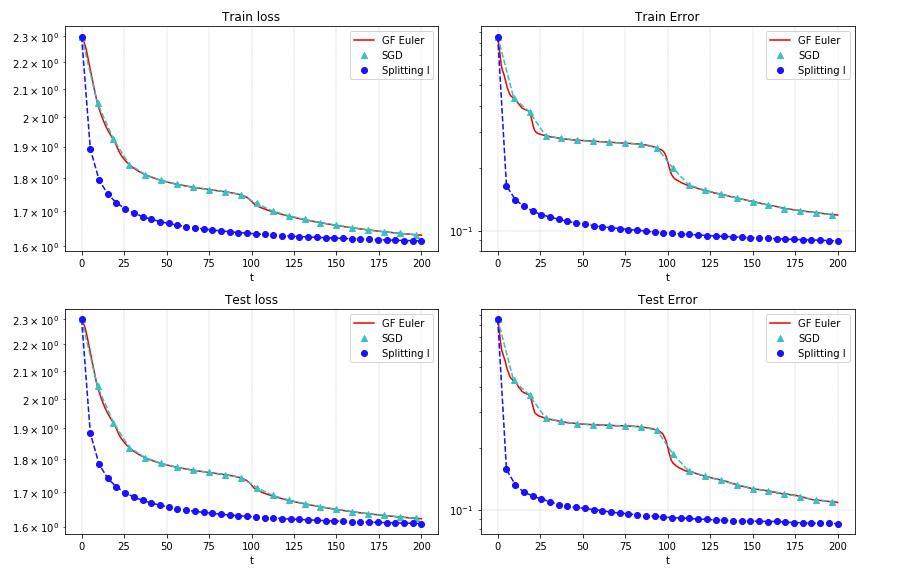 Train loss
2.3 × 10⁰
2.2 × 10⁰
2.1 × 10⁰
2 × 10⁰
1.9 × 10⁰
1.8 × 10⁰
1.7 × 10⁰
1.6 × 10⁰
GF Euler
SGD
Splitting I
0 25 50 75 100 125 150 175 200
t
Train Error
10⁻¹
GF Euler
SGD
Splitting I
0 25 50 75 100 125 150 175 200
t
Test loss
2.3 × 10⁰
2.2 × 10⁰
2.1 × 10⁰
2 × 10⁰
1.9 × 10⁰
1.8 × 10⁰
1.7 × 10⁰
1.6 × 10⁰
GF Euler
SGD
Splitting I
0 25 50 75 100 125 150 175 200
t
Test Error
10⁻¹
GF Euler
SGD
Splitting I
0 25 50 75 100 125 150 175 200
t